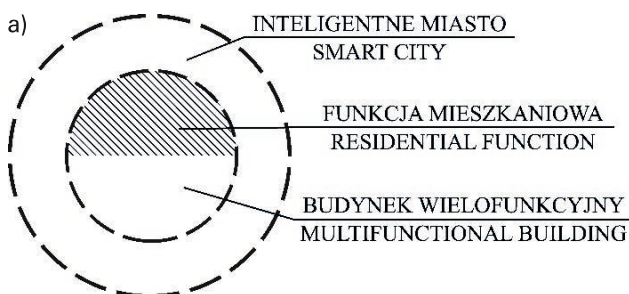 a)
INTELIGENTNE MIASTO
SMART CITY
FUNKCJA MIESZKANIOWA
RESIDENTIAL FUNCTION
BUDYNEK WIELOFUNKCYJNY
MULTIFUNCTIONAL BUILDING